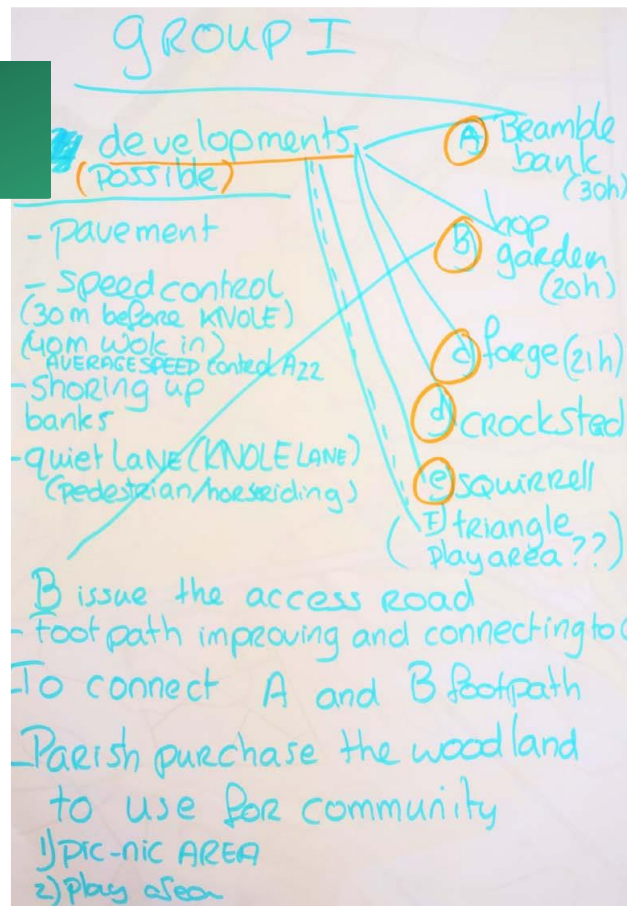 GROUP I
developments
(possible)
A Bramble
bank
(30h)
B hop
garden
(20h)
c) forge (21h)
d) CROCKSTED
e) SQUIRRELL
(F) triangle
play area ??)
- pavement
- speed control
(30 m before KNOLE)
(40m wok in)
AVERAGE SPEED control A22
- Shoring up
banks
- quiet LaNE (KNOLE LANE)
(pedestrian/horseriding)
B issue the access road
- footpath improving and connecting to
- To connect A and B footpath
- Parish purchase the woodland
to use for community
1) pic-nic AREA
2) play area